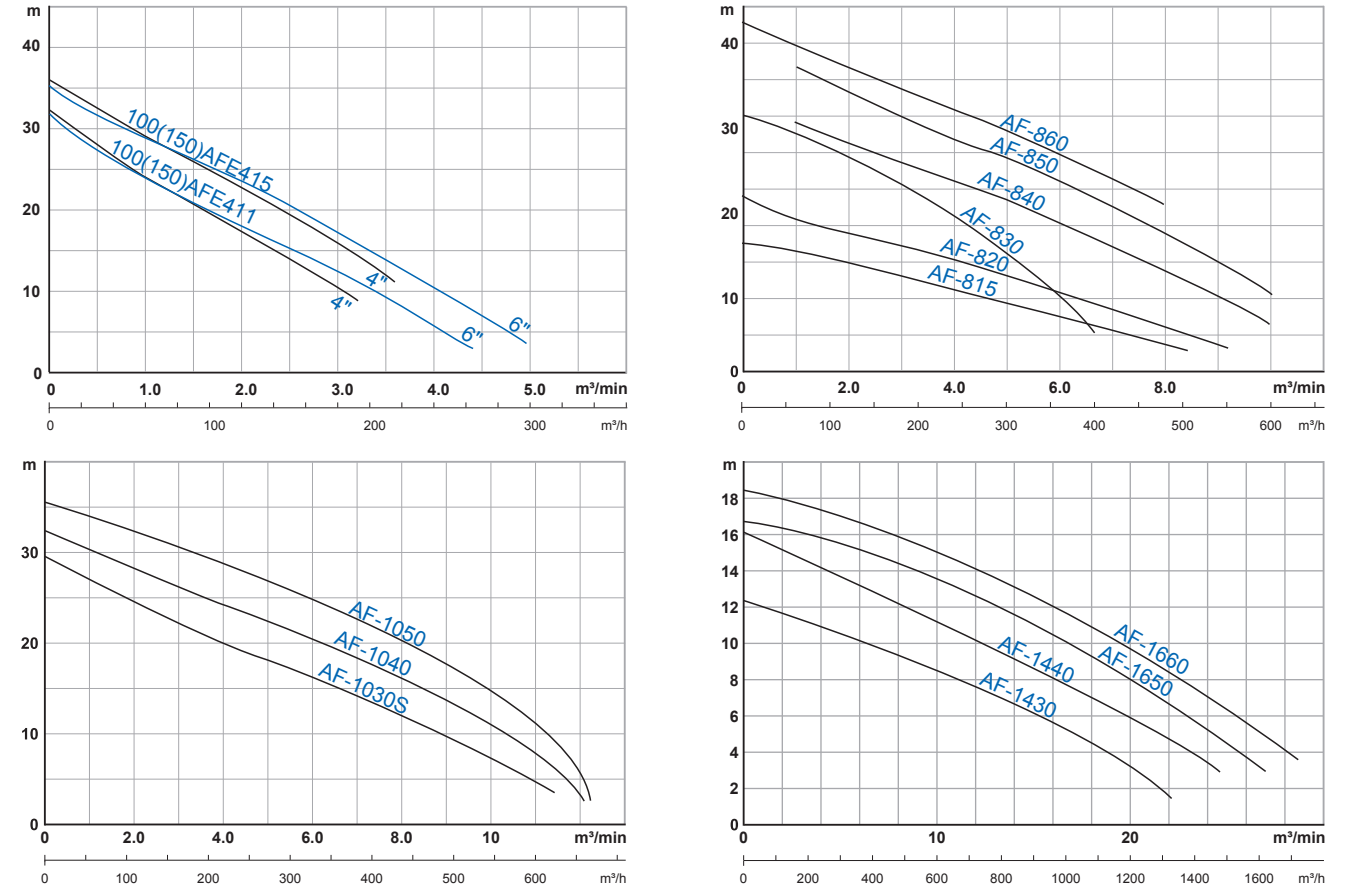 m
40
30
20
10
0
100(150)AFE415
100(150)AFE411
4"
4"
6"
6"
0 1.0 2.0 3.0 4.0 5.0 m³/min
0 100 200 300 m³/h
m
40
30
20
10
0
AF-860
AF-850
AF-840
AF-830
AF-820
AF-815
0 2.0 4.0 6.0 8.0 m³/min
0 100 200 300 400 500 600 m³/h
m
30
20
10
0
AF-1050
AF-1040
AF-1030S
0 2.0 4.0 6.0 8.0 10 m³/min
0 100 200 300 400 500 600 m³/h
m
18
16
14
12
10
8
6
4
2
0
AF-1660
AF-1650
AF-1440
AF-1430
0 10 20 m³/min
0 200 400 600 800 1000 1200 1400 1600 m³/h